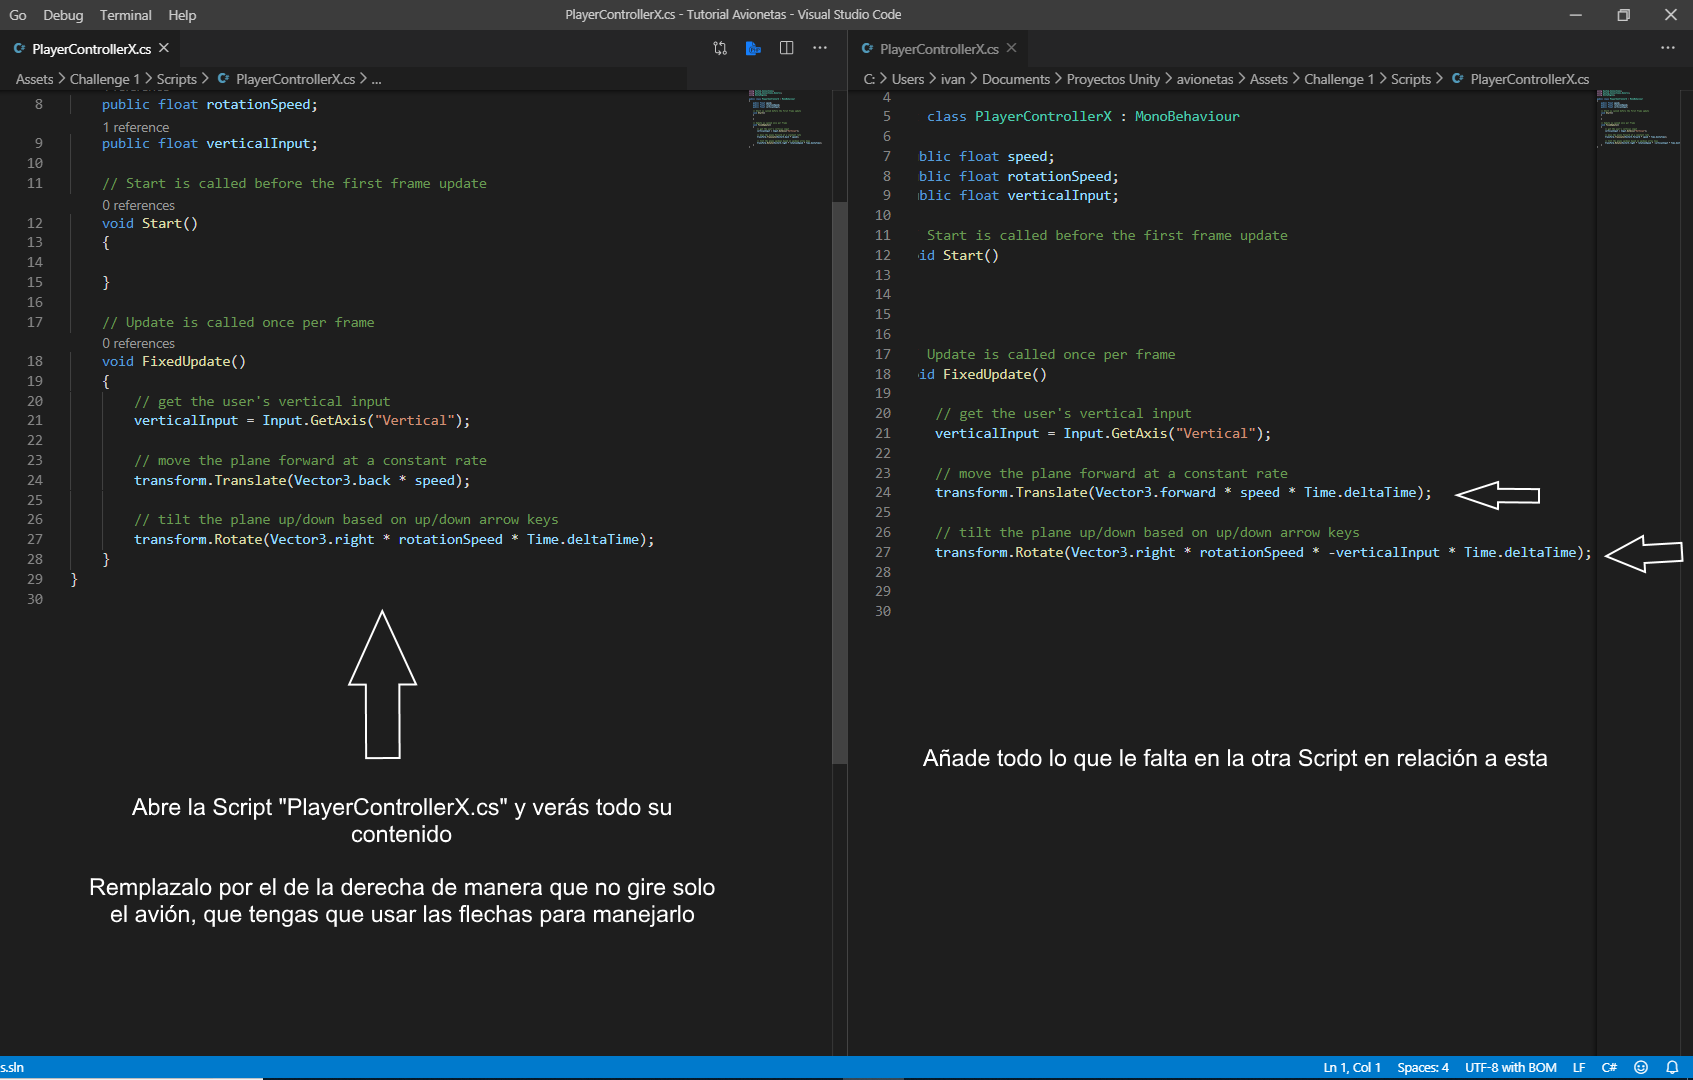 Go Debug Terminal Help PlayerControllerX.cs - Tutorial Avionetas - Visual Studio Code
PlayerControllerX.cs
Assets > Challenge 1 > Scripts > PlayerControllerX.cs > ...
8 public float rotationSpeed;
1 reference
9 public float verticalInput;
10
11 // Start is called before the first frame update
0 references
12 void Start()
13 {
14
15 }
16
17 // Update is called once per frame
0 references
18 void FixedUpdate()
19 {
20 // get the user's vertical input
21 verticalInput = Input.GetAxis("Vertical");
22
23 // move the plane forward at a constant rate
24 transform.Translate(Vector3.back * speed);
25
26 // tilt the plane up/down based on up/down arrow keys
27 transform.Rotate(Vector3.right * rotationSpeed * Time.deltaTime);
28 }
29 }
30
Abre la Script "PlayerControllerX.cs" y verás todo su
contenido
Remplazalo por el de la derecha de manera que no gire solo
el avión, que tengas que usar las flechas para manejarlo
PlayerControllerX.cs
C: > Users > ivan > Documents > Proyectos Unity > avionetas > Assets > Challenge 1 > Scripts > PlayerControllerX.cs
4
5 class PlayerControllerX : MonoBehaviour
6
7 blic float speed;
8 blic float rotationSpeed;
9 blic float verticalInput;
10
11 Start is called before the first frame update
12 id Start()
13
14
15
16
17 Update is called once per frame
18 id FixedUpdate()
19
20 // get the user's vertical input
21 verticalInput = Input.GetAxis("Vertical");
22
23 // move the plane forward at a constant rate
24 transform.Translate(Vector3.forward * speed * Time.deltaTime);
25
26 // tilt the plane up/down based on up/down arrow keys
27 transform.Rotate(Vector3.right * rotationSpeed * -verticalInput * Time.deltaTime);
28
29
30
Añade todo lo que le falta en la otra Script en relación a esta
s.sln Ln 1, Col 1 Spaces: 4 UTF-8 with BOM LF C#